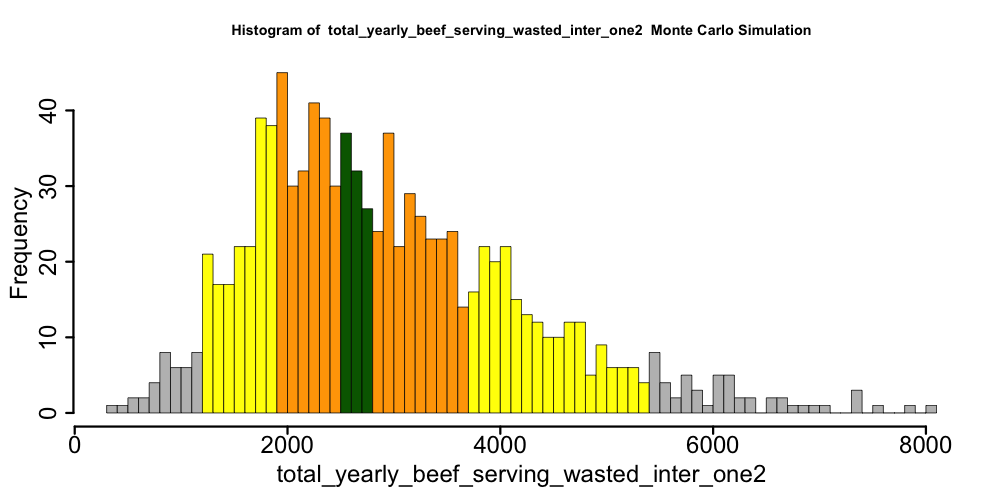 Histogram of total_yearly_beef_serving_wasted_inter_one2 Monte Carlo Simulation
40
30
20
10
0
Frequency
0 2000 4000 6000 8000
total_yearly_beef_serving_wasted_inter_one2